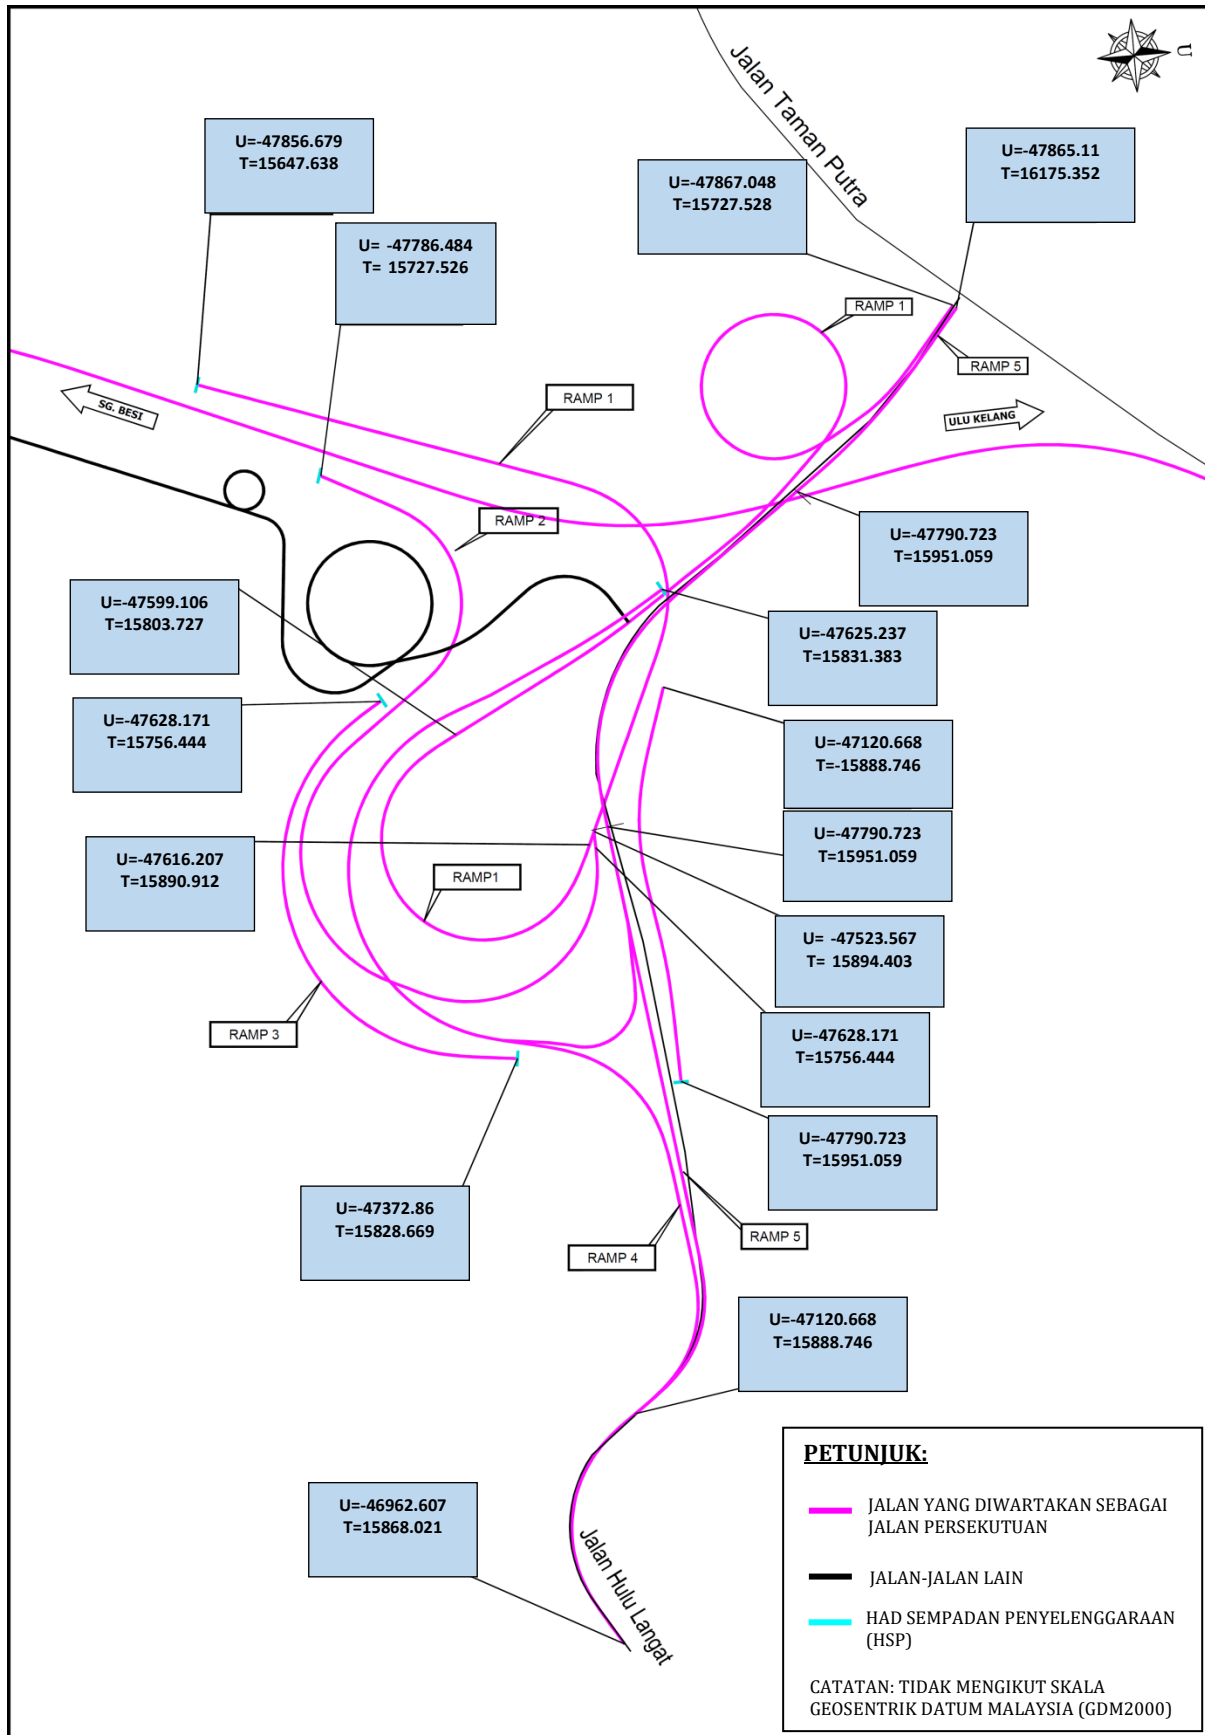 U
Jalan Taman Putra
U=-47856.679
T=15647.638
U= -47786.484
T= 15727.526
U=-47867.048
T=15727.528
U=-47865.11
T=16175.352
RAMP 1
RAMP 5
SG. BESI
RAMP 1
ULU KELANG
RAMP 2
U=-47790.723
T=15951.059
U=-47599.106
T=15803.727
U=-47625.237
T=15831.383
U=-47628.171
T=15756.444
U=-47120.668
T=-15888.746
U=-47790.723
T=15951.059
U=-47616.207
T=15890.912
RAMP1
U= -47523.567
T= 15894.403
RAMP 3
U=-47628.171
T=15756.444
U=-47790.723
T=15951.059
U=-47372.86
T=15828.669
RAMP 4
RAMP 5
U=-47120.668
T=15888.746
U=-46962.607
T=15868.021
Jalan Hulu Langat
PETUNJUK:
JALAN YANG DIWARTAKAN SEBAGAI
JALAN PERSEKUTUAN
JALAN-JALAN LAIN
HAD SEMPADAN PENYELENGGARAAN
(HSP)
CATATAN: TIDAK MENGIKUT SKALA
GEOSENTRIK DATUM MALAYSIA (GDM2000)